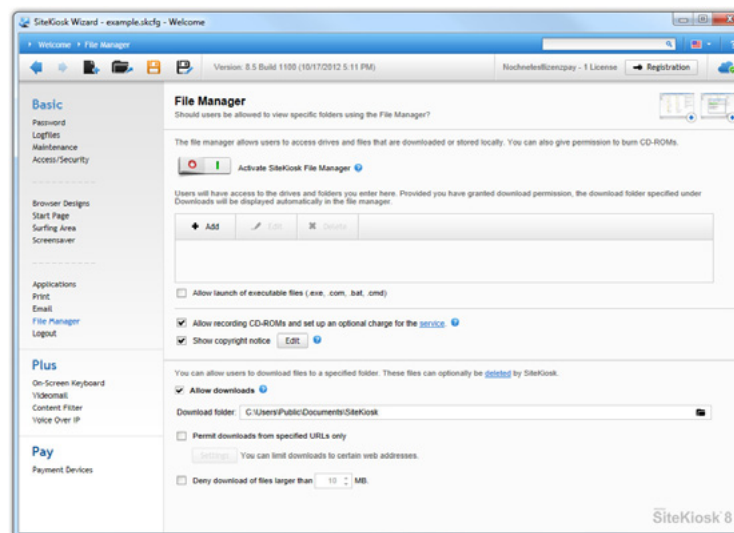 SiteKiosk Wizard - example.skcfg - Welcome
Welcome File Manager
Version: 8.5 Build 1100 (10/17/2012 5:11 PM)
Nochnetestlizenzpay - 1 License
Registration
Basic
Password
Logfiles
Maintenance
Access/Security
Browser Designs
Start Page
Surfing Area
Screensaver
Applications
Print
Email
File Manager
Logout
Plus
On-Screen Keyboard
Videomail
Content Filter
Voice Over IP
Pay
Payment Devices
File Manager
Should users be allowed to view specific folders using the File Manager?
The file manager allows users to access drives and files that are downloaded or stored locally. You can also give permission to burn CD-ROMs.
Activate SiteKiosk File Manager
Users will have access to the drives and folders you enter here. Provided you have granted download permission, the download folder specified under
Downloads will be displayed automatically in the file manager.
Add Edit Delete
Allow launch of executable files (.exe, .com, .bat, .cmd)
Allow recording CD-ROMs and set up an optional charge for the service.
Show copyright notice Edit
You can allow users to download files to a specified folder. These files can optionally be deleted by SiteKiosk.
Allow downloads
Download folder: C:\Users\Public\Documents\SiteKiosk
Permit downloads from specified URLs only
Settings You can limit downloads to certain web addresses.
Deny download of files larger than 10 MB.
SiteKiosk 8